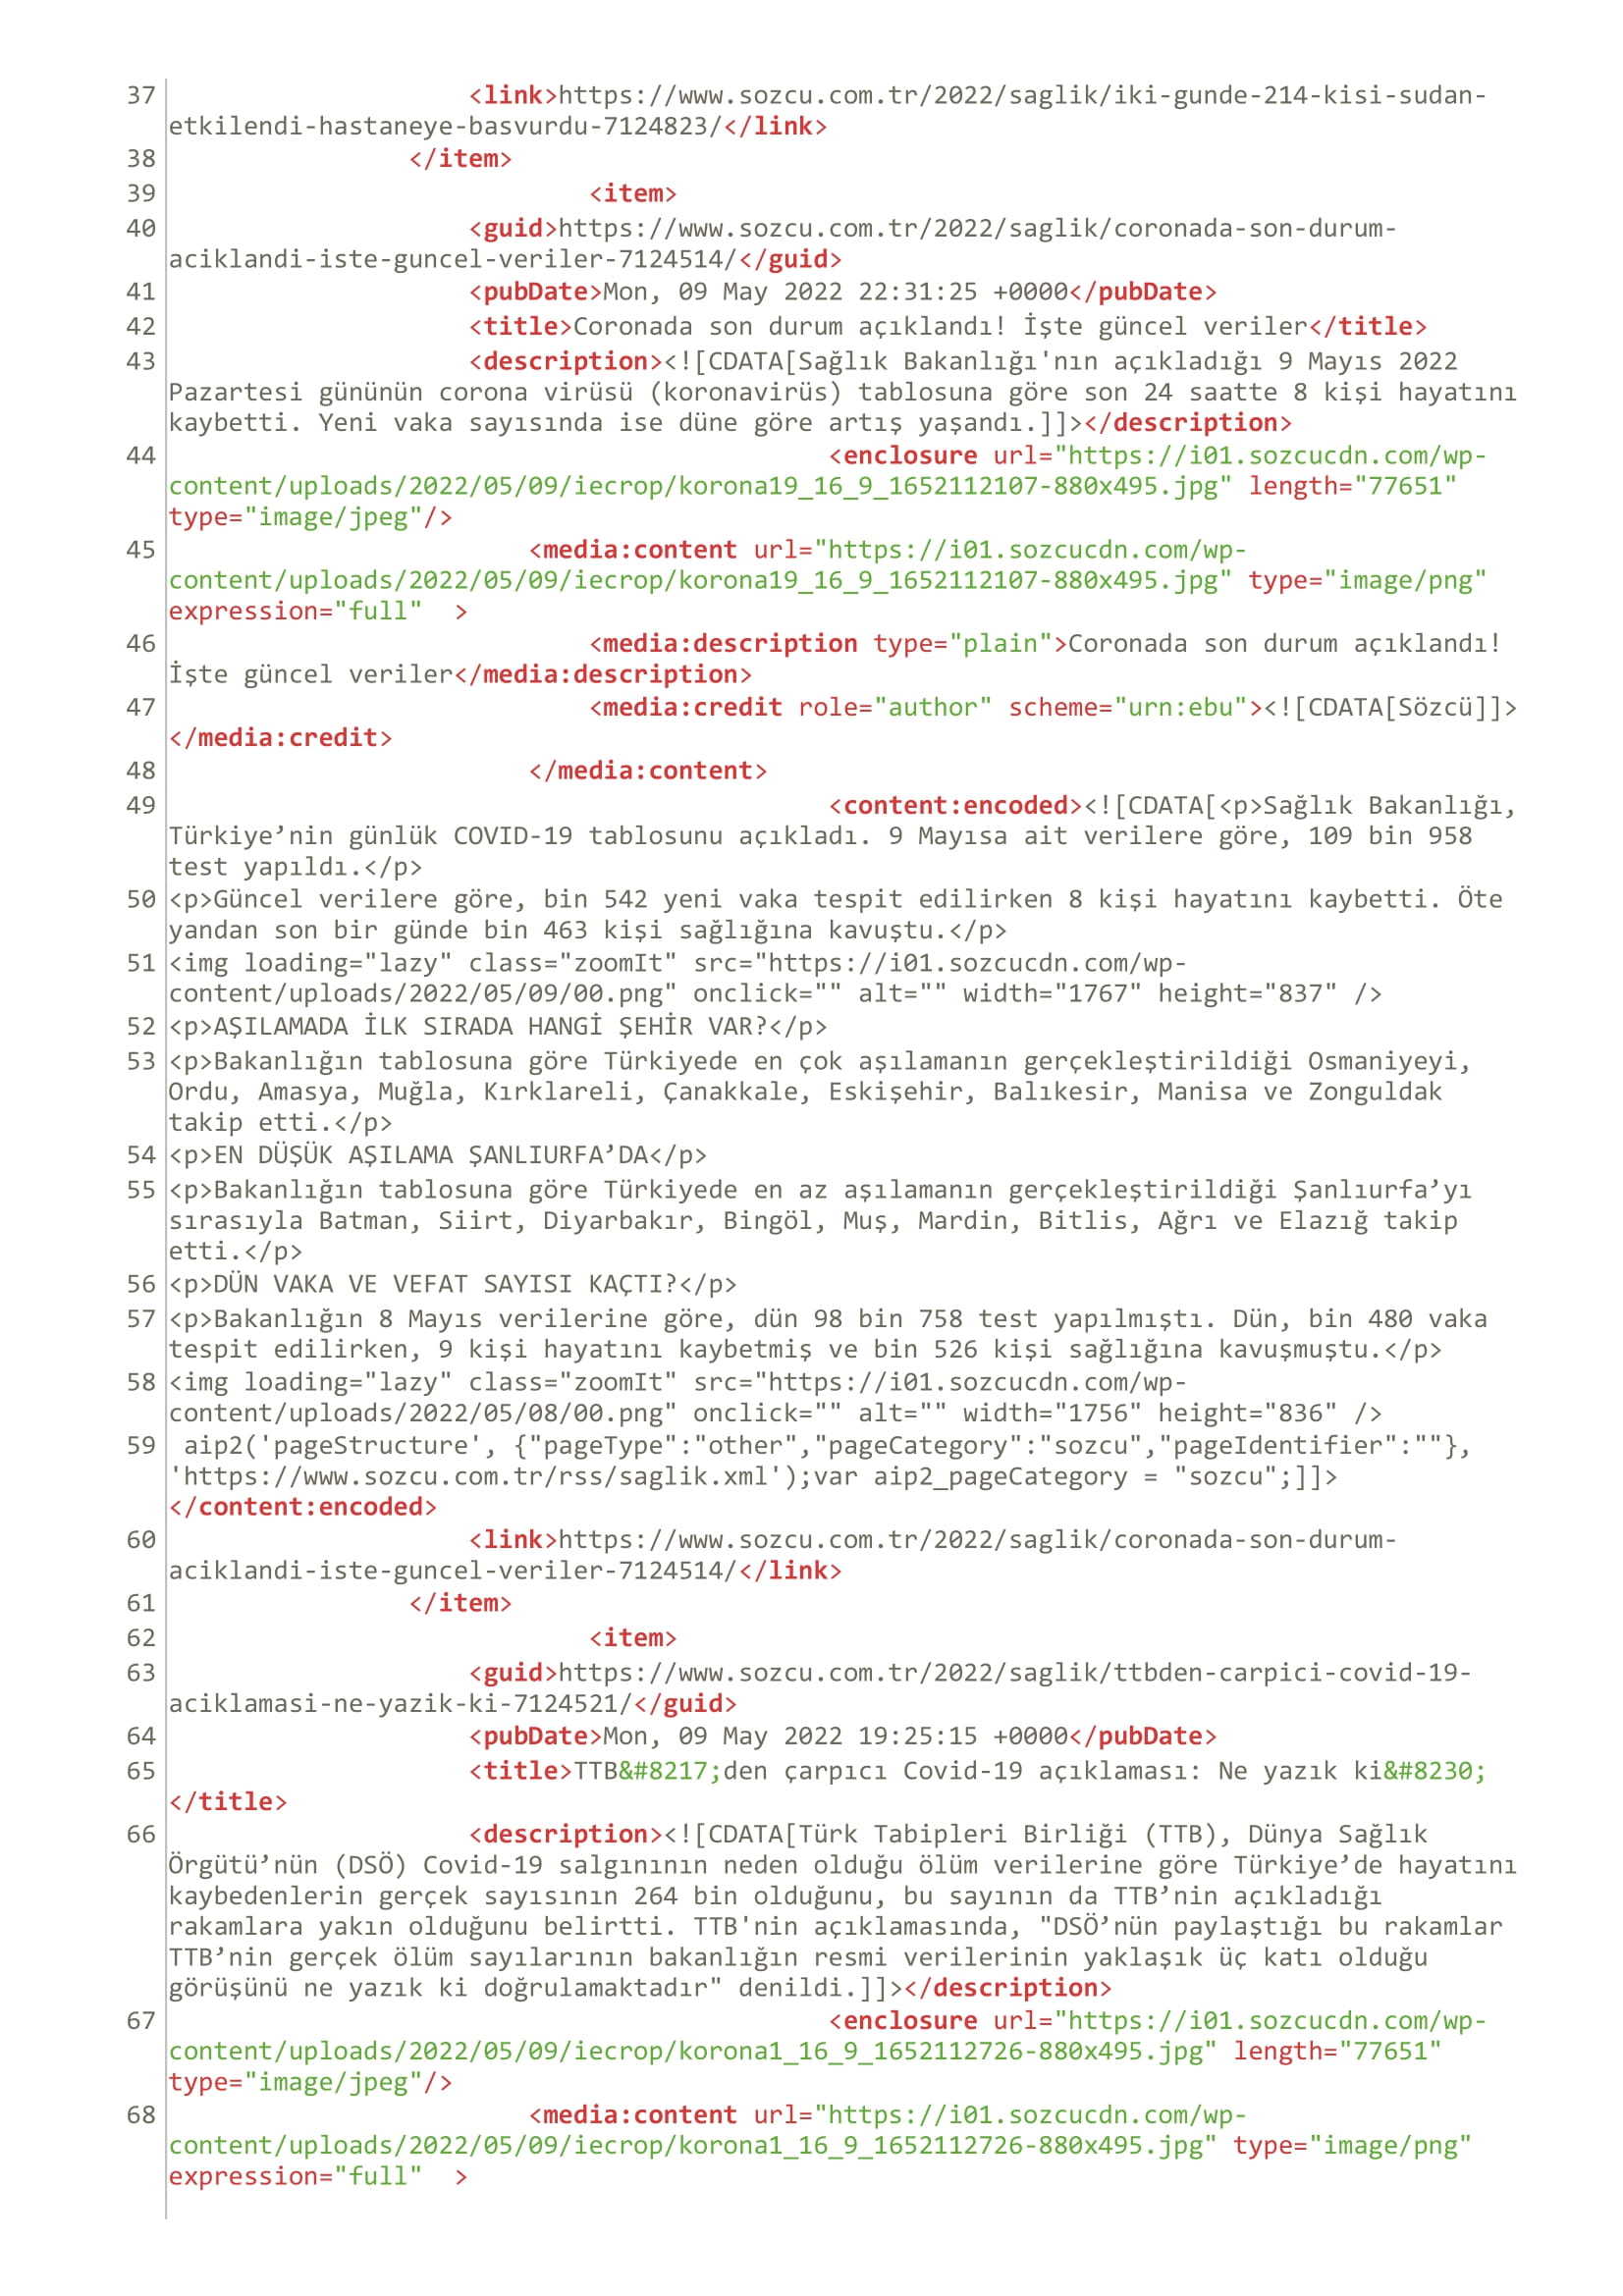 37 <link>https://www.sozcu.com.tr/2022/saglik/iki-gunde-214-kisi-sudan-
etkilendi-hastaneye-basvurdu-7124823/</link>
38 </item>
39 <item>
40 <guid>https://www.sozcu.com.tr/2022/saglik/coronada-son-durum-
aciklandi-iste-guncel-veriler-7124514/</guid>
41 <pubDate>Mon, 09 May 2022 22:31:25 +0000</pubDate>
42 <title>Coronada son durum açıklandı! İşte güncel veriler</title>
43 <description><![CDATA[Sağlık Bakanlığı'nın açıkladığı 9 Mayıs 2022
Pazartesi gününün corona virüsü (koronavirüs) tablosuna göre son 24 saatte 8 kişi hayatını
kaybetti. Yeni vaka sayısında ise düne göre artış yaşandı.]]></description>
44 <enclosure url="https://i01.sozcucdn.com/wp-
content/uploads/2022/05/09/iecrop/korona19_16_9_1652112107-880x495.jpg" length="77651"
type="image/jpeg"/>
45 <media:content url="https://i01.sozcucdn.com/wp-
content/uploads/2022/05/09/iecrop/korona19_16_9_1652112107-880x495.jpg" type="image/png"
expression="full"  >
46 <media:description type="plain">Coronada son durum açıklandı!
İşte güncel veriler</media:description>
47 <media:credit role="author" scheme="urn:ebu"><![CDATA[Sözcü]]>
</media:credit>
48 </media:content>
49 <content:encoded><![CDATA[<p>Sağlık Bakanlığı,
Türkiye’nin günlük COVID-19 tablosunu açıkladı. 9 Mayısa ait verilere göre, 109 bin 958
test yapıldı.</p>
50 <p>Güncel verilere göre, bin 542 yeni vaka tespit edilirken 8 kişi hayatını kaybetti. Öte
yandan son bir günde bin 463 kişi sağlığına kavuştu.</p>
51 <img loading="lazy" class="zoomIt" src="https://i01.sozcucdn.com/wp-
content/uploads/2022/05/09/00.png" onclick="" alt="" width="1767" height="837" />
52 <p>AŞILAMADA İLK SIRADA HANGİ ŞEHİR VAR?</p>
53 <p>Bakanlığın tablosuna göre Türkiyede en çok aşılamanın gerçekleştirildiği Osmaniyeyi,
Ordu, Amasya, Muğla, Kırklareli, Çanakkale, Eskişehir, Balıkesir, Manisa ve Zonguldak
takip etti.</p>
54 <p>EN DÜŞÜK AŞILAMA ŞANLIURFA’DA</p>
55 <p>Bakanlığın tablosuna göre Türkiyede en az aşılamanın gerçekleştirildiği Şanlıurfa’yı
sırasıyla Batman, Siirt, Diyarbakır, Bingöl, Muş, Mardin, Bitlis, Ağrı ve Elazığ takip
etti.</p>
56 <p>DÜN VAKA VE VEFAT SAYISI KAÇTI?</p>
57 <p>Bakanlığın 8 Mayıs verilerine göre, dün 98 bin 758 test yapılmıştı. Dün, bin 480 vaka
tespit edilirken, 9 kişi hayatını kaybetmiş ve bin 526 kişi sağlığına kavuşmuştu.</p>
58 <img loading="lazy" class="zoomIt" src="https://i01.sozcucdn.com/wp-
content/uploads/2022/05/08/00.png" onclick="" alt="" width="1756" height="836" />
59  aip2('pageStructure', {"pageType":"other","pageCategory":"sozcu","pageIdentifier":""},
'https://www.sozcu.com.tr/rss/saglik.xml');var aip2_pageCategory = "sozcu";]]>
</content:encoded>
60 <link>https://www.sozcu.com.tr/2022/saglik/coronada-son-durum-
aciklandi-iste-guncel-veriler-7124514/</link>
61 </item>
62 <item>
63 <guid>https://www.sozcu.com.tr/2022/saglik/ttbden-carpici-covid-19-
aciklamasi-ne-yazik-ki-7124521/</guid>
64 <pubDate>Mon, 09 May 2022 19:25:15 +0000</pubDate>
65 <title>TTB&#8217;den çarpıcı Covid-19 açıklaması: Ne yazık ki&#8230;
</title>
66 <description><![CDATA[Türk Tabipleri Birliği (TTB), Dünya Sağlık
Örgütü’nün (DSÖ) Covid-19 salgınının neden olduğu ölüm verilerine göre Türkiye’de hayatını
kaybedenlerin gerçek sayısının 264 bin olduğunu, bu sayının da TTB’nin açıkladığı
rakamlara yakın olduğunu belirtti. TTB'nin açıklamasında, "DSÖ’nün paylaştığı bu rakamlar
TTB’nin gerçek ölüm sayılarının bakanlığın resmi verilerinin yaklaşık üç katı olduğu
görüşünü ne yazık ki doğrulamaktadır" denildi.]]></description>
67 <enclosure url="https://i01.sozcucdn.com/wp-
content/uploads/2022/05/09/iecrop/korona1_16_9_1652112726-880x495.jpg" length="77651"
type="image/jpeg"/>
68 <media:content url="https://i01.sozcucdn.com/wp-
content/uploads/2022/05/09/iecrop/korona1_16_9_1652112726-880x495.jpg" type="image/png"
expression="full"  >